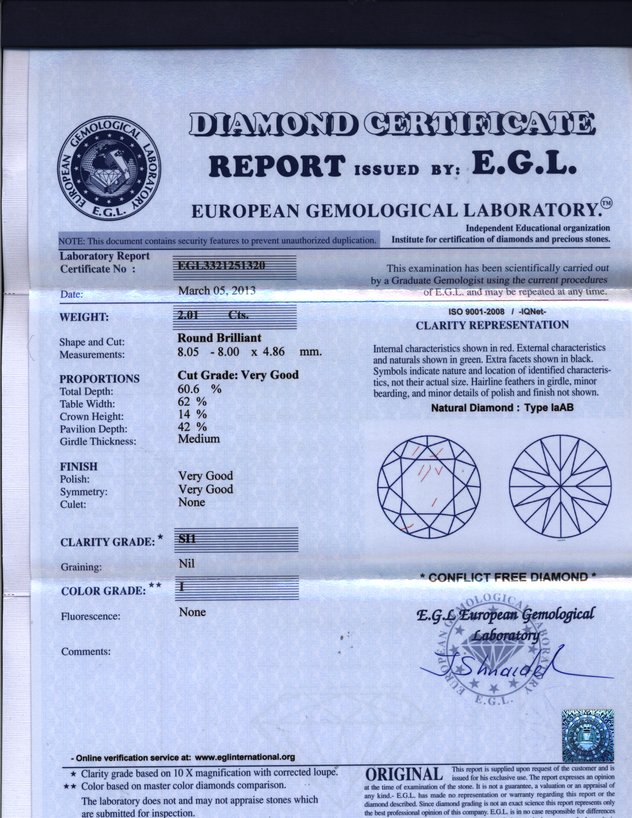 DIAMOND CERTIFICATE
REPORT ISSUED BY: E.G.L.
EUROPEAN GEMOLOGICAL LABORATORY.™
EUROPEAN GEMOLOGICAL LABORATORY
E.G.L.
Independent Educational organization
NOTE: This document contains security features to prevent unauthorized duplication.
Institute for certification of diamonds and precious stones.
Laboratory Report
Certificate No : EGL3321251320
Date: March 05, 2013
WEIGHT: 2.01 Cts.
Shape and Cut: Round Brilliant
Measurements: 8.05 - 8.00 x 4.86 mm.
PROPORTIONS Cut Grade: Very Good
Total Depth: 60.6 %
Table Width: 62 %
Crown Height: 14 %
Pavilion Depth: 42 %
Girdle Thickness: Medium
FINISH
Polish: Very Good
Symmetry: Very Good
Culet: None
CLARITY GRADE: * SI1
Graining: Nil
COLOR GRADE: ** I
Fluorescence: None
Comments:
This examination has been scientifically carried out
by a Graduate Gemologist using the current procedures
of E.G.L. and may be repeated at any time.
ISO 9001-2008 / -IQNet-
CLARITY REPRESENTATION
Internal characteristics shown in red. External characteristics
and naturals shown in green. Extra facets shown in black.
Symbols indicate nature and location of identified characteris-
tics, not their actual size. Hairline feathers in girdle, minor
bearding, and minor details of polish and finish not shown.
Natural Diamond : Type IaAB
* CONFLICT FREE DIAMOND *
E.G.L European Gemological
Laboratory
EUROPEAN GEMOLOGICAL LABORATORY
E.G.L.
- Online verification service at: www.eglinternational.org
* Clarity grade based on 10 X magnification with corrected loupe.
** Color based on master color diamonds comparison.
The laboratory does not and may not appraise stones which
are submitted for inspection.
ORIGINAL This report is supplied upon request of the customer and is
issued for his exclusive use. The report expresses an opinion
at the time of examination of the stone. It is not a guarantee, a valuation or an appraisal of
any kind.- E.G.L. has made no representation or warranty regarding this report or the
diamond described. Since diamond grading is not an exact science this report represents only
the best professional opinion of this company. E.G.L. is in no case responsible for differences